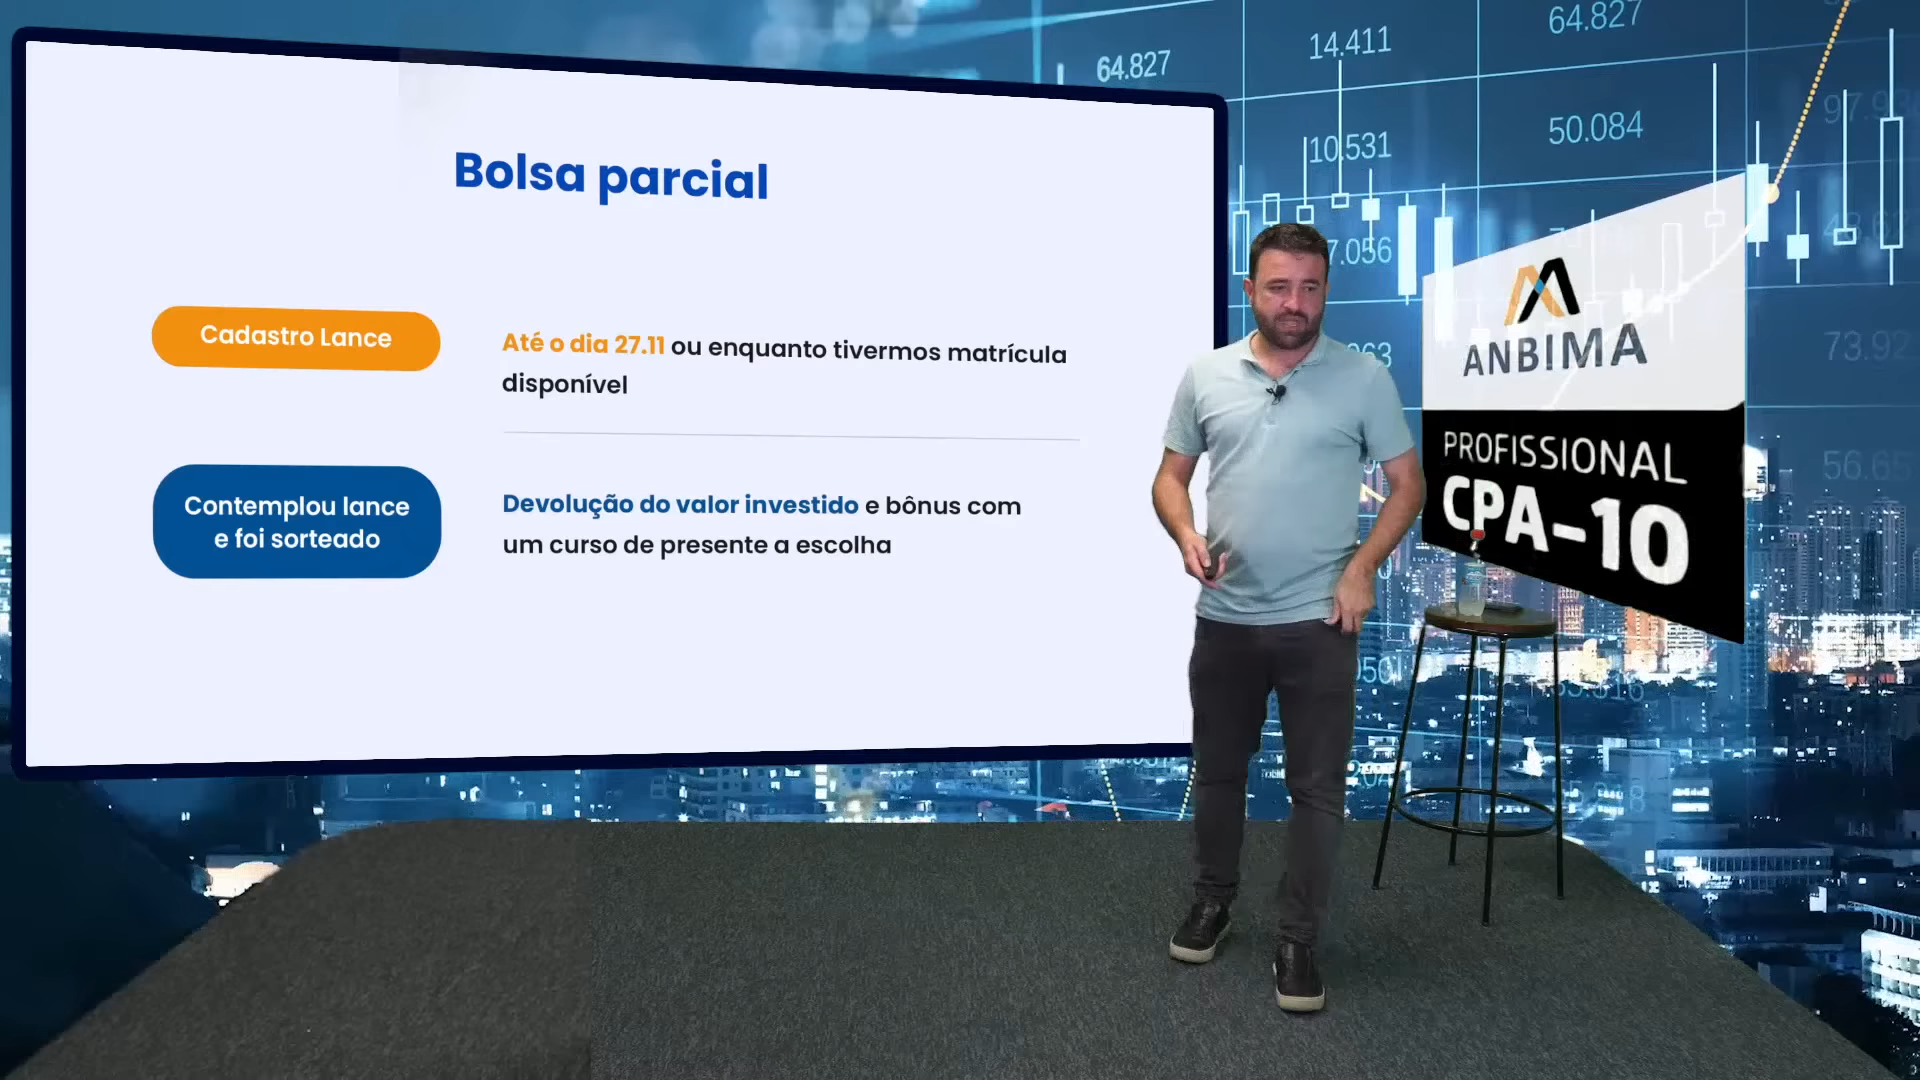 Bolsa parcial
Cadastro Lance
Até o dia 27.11 ou enquanto tivermos matrícula
disponível
Contemplou lance
e foi sorteado
Devolução do valor investido e bônus com
um curso de presente a escolha
64.827
14.411
64.827
10.531
50.084
7.056
ANBIMA
PROFISSIONAL
CPA-10
73.92
56.65